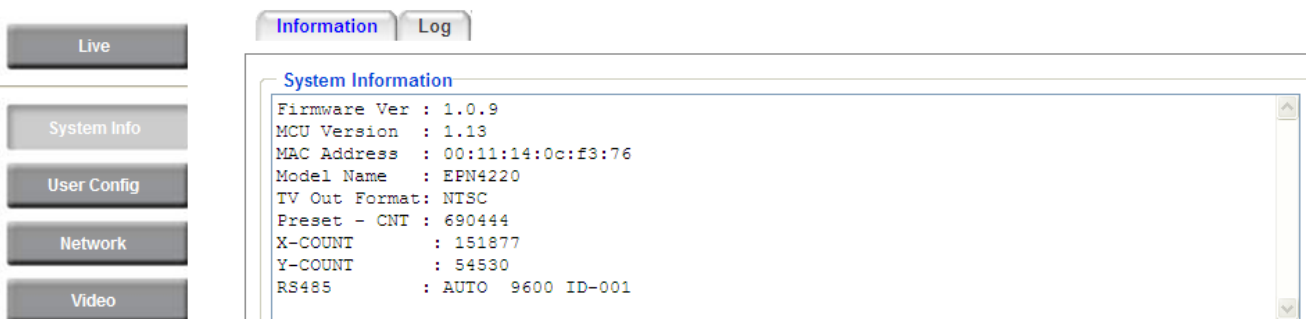 Information Log
Live
System Information
Firmware Ver : 1.0.9
MCU Version : 1.13
System Info
MAC Address : 00:11:14:0c:f3:76
Model Name : EPN4220
User Config
TV Out Format: NTSC
Preset - CNT : 690444
Network
X-COUNT : 151877
Y-COUNT : 54530
RS485 : AUTO 9600 ID-001
Video